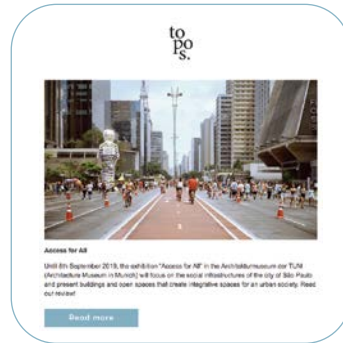 to
po
s.
Access for All
Until 8th September 2019, the exhibition "Access for All" in the Architekturmuseum der TUM
(Architecture Museum in Munich) will focus on the social infrastructures of the city of São Paulo
and present buildings and open spaces that create integrative spaces for an urban society. Read
our review!
Read more